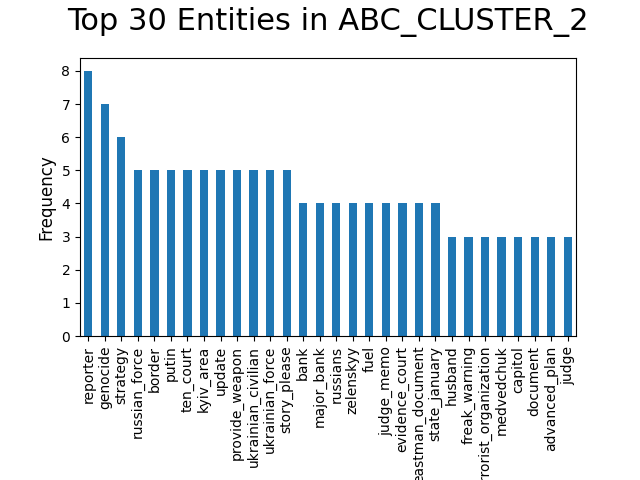 Top 30 Entities in ABC_CLUSTER_2
Frequency
8
7
6
5
4
3
2
1
0
reporter
genocide
strategy
russian_force
border
putin
ten_court
kyiv_area
update
provide_weapon
ukrainian_civilian
ukrainian_force
story_please
bank
major_bank
russians
zelenskyy
fuel
judge_memo
evidence_court
eastman_document
state_january
husband
freak_warning
rrorist_organization
medvedchuk
capitol
document
advanced_plan
judge